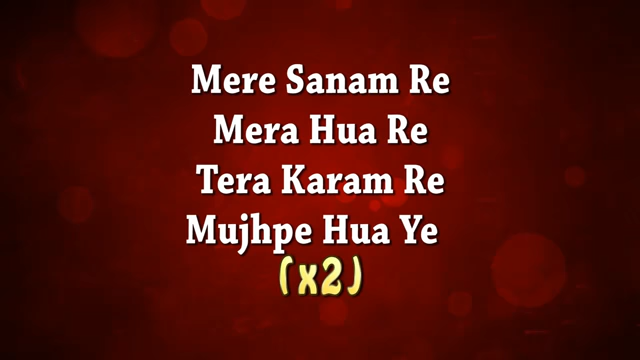 Mere Sanam Re
Mera Hua Re
Tera Karam Re
Mujhpe Hua Ye
(x2)